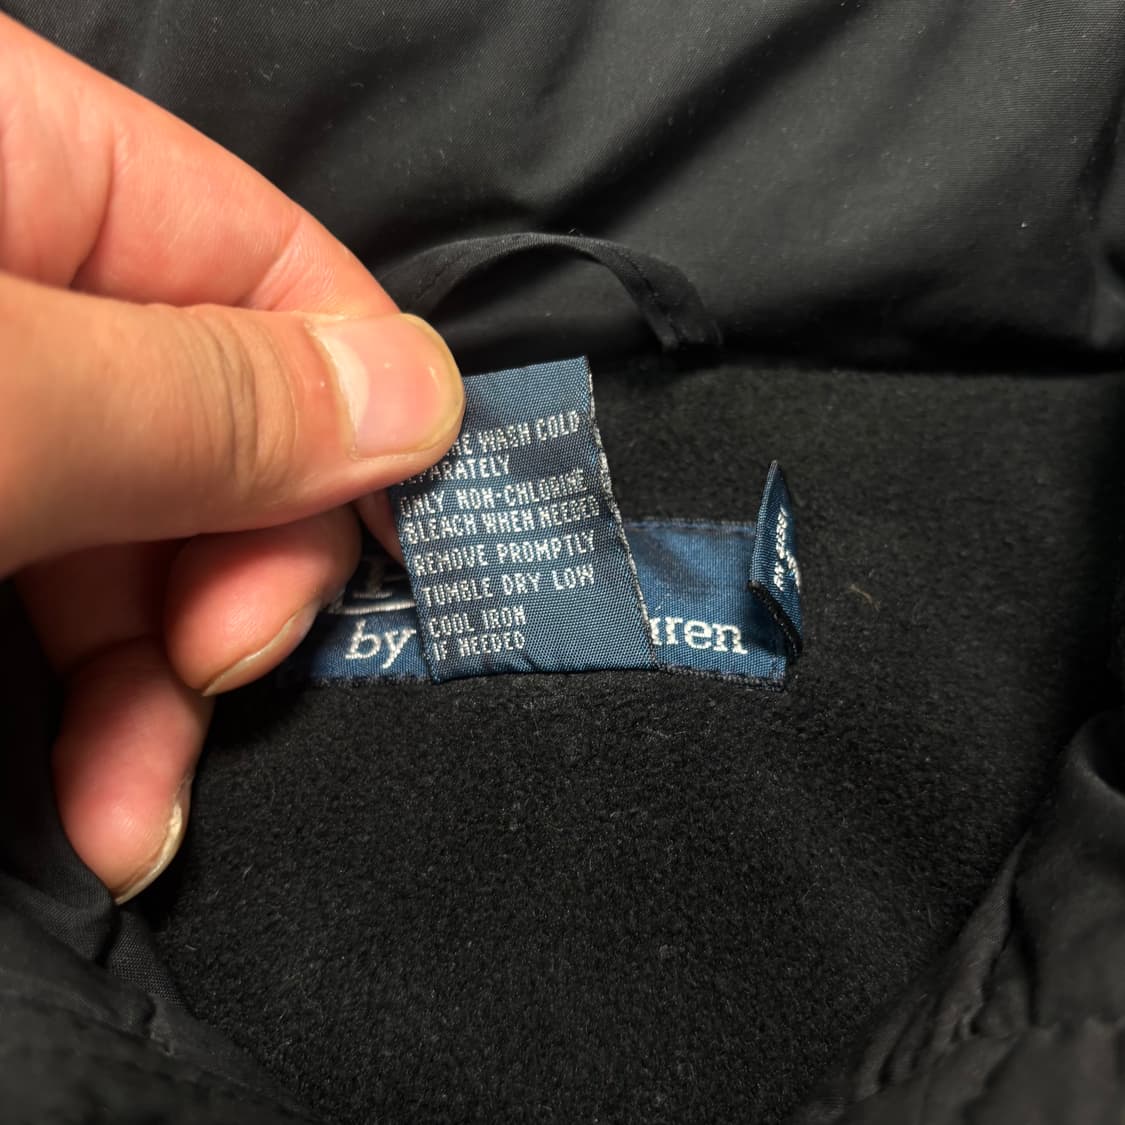 WASH COLD
ONLY NON-CHLORINE
BLEACH WHEN NEEDED
REMOVE PROMPTLY
TUMBLE DRY LOW
COOL IRON
IF NEEDED
by